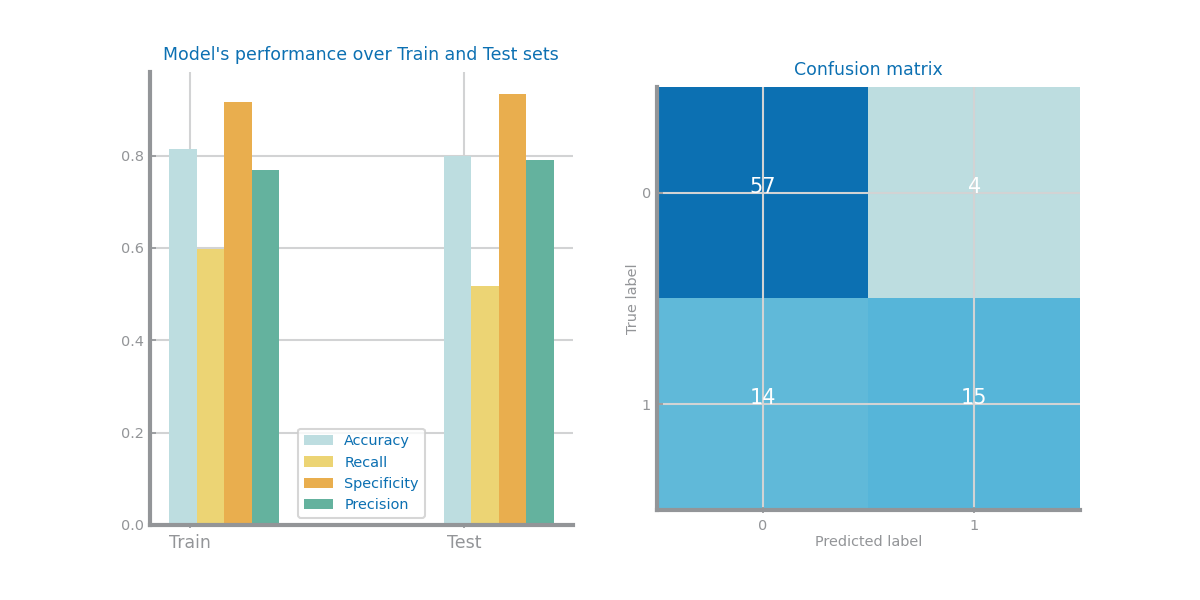 Model's performance over Train and Test sets
0.8
0.6
0.4
0.2
0.0
Train
Test
Accuracy
Recall
Specificity
Precision
Confusion matrix
True label
0
1
57
4
14
15
0
1
Predicted label